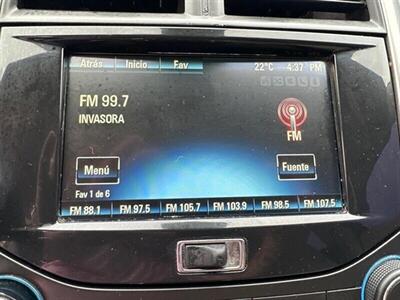 Atrás Inicio Fav 22°C 4:37 PM
FM 99.7
INVASORA
FM
Menú Fuente
Fav 1 de 6
FM 88.1 FM 97.5 FM 105.7 FM 103.9 FM 98.5 FM 107.5